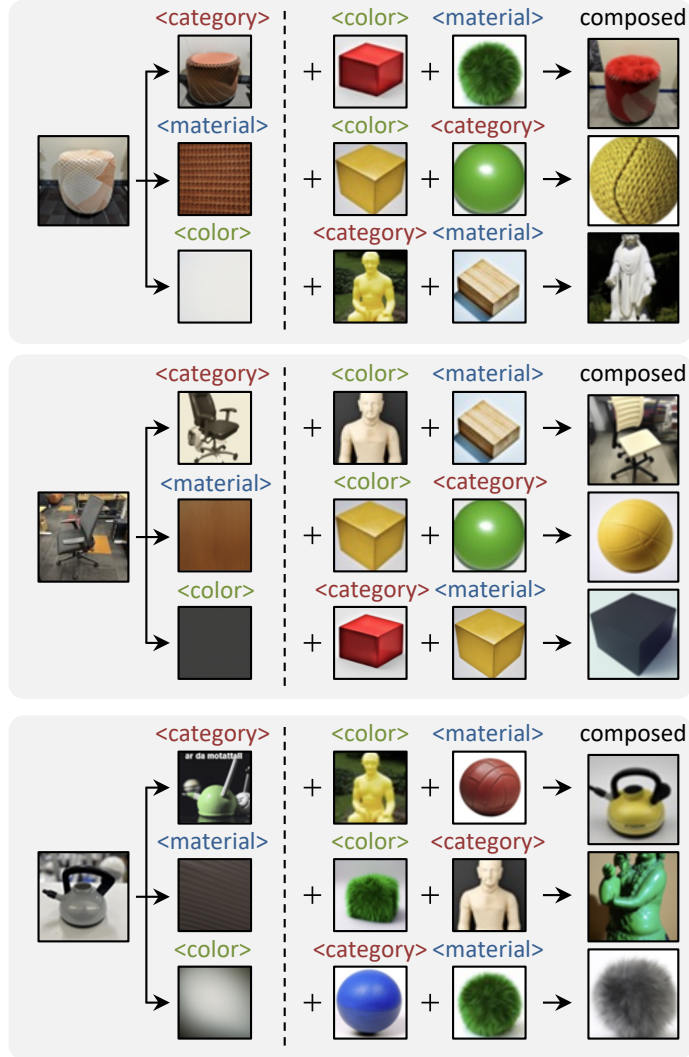 <category> <color> <material> composed
+ + →
<material> <color> <category>
+ + →
<color> <category> <material>
+ + →
<category> <color> <material> composed
+ + →
<material> <color> <category>
+ + →
<color> <category> <material>
+ + →
<category> <color> <material> composed
ar da motattall
+ + →
<material> <color> <category>
+ + →
<color> <category> <material>
+ + →